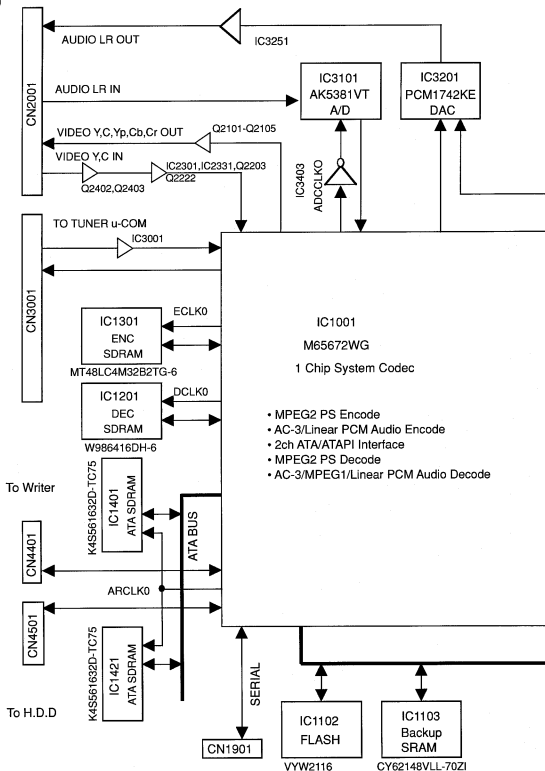 AUDIO LR OUT
IC3251
CN2001
AUDIO LR IN
IC3101
AK5381VT
A/D
IC3201
PCM1742KE
DAC
VIDEO Y,C,Yp,Cb,Cr OUT
Q2101-Q2105
VIDEO Y,C IN
IC2301,IC2331,Q2203
Q2222
Q2402,Q2403
IC3403
ADCCLKO
TO TUNER u-COM
IC3001
CN3001
IC1001
M65672WG
1 Chip System Codec
• MPEG2 PS Encode
• AC-3/Linear PCM Audio Encode
• 2ch ATA/ATAPI Interface
• MPEG2 PS Decode
• AC-3/MPEG1/Linear PCM Audio Decode
IC1301
ENC
SDRAM
ECLK0
MT48LC4M32B2TG-6
IC1201
DEC
SDRAM
DCLK0
W986416DH-6
To Writer
K4S561632D-TC75
IC1401
ATA SDRAM
ATA BUS
CN4401
ARCLK0
CN4501
K4S561632D-TC75
IC1421
ATA SDRAM
To H.D.D
SERIAL
CN1901
IC1102
FLASH
VYW2116
IC1103
Backup
SRAM
CY62148VLL-70ZI